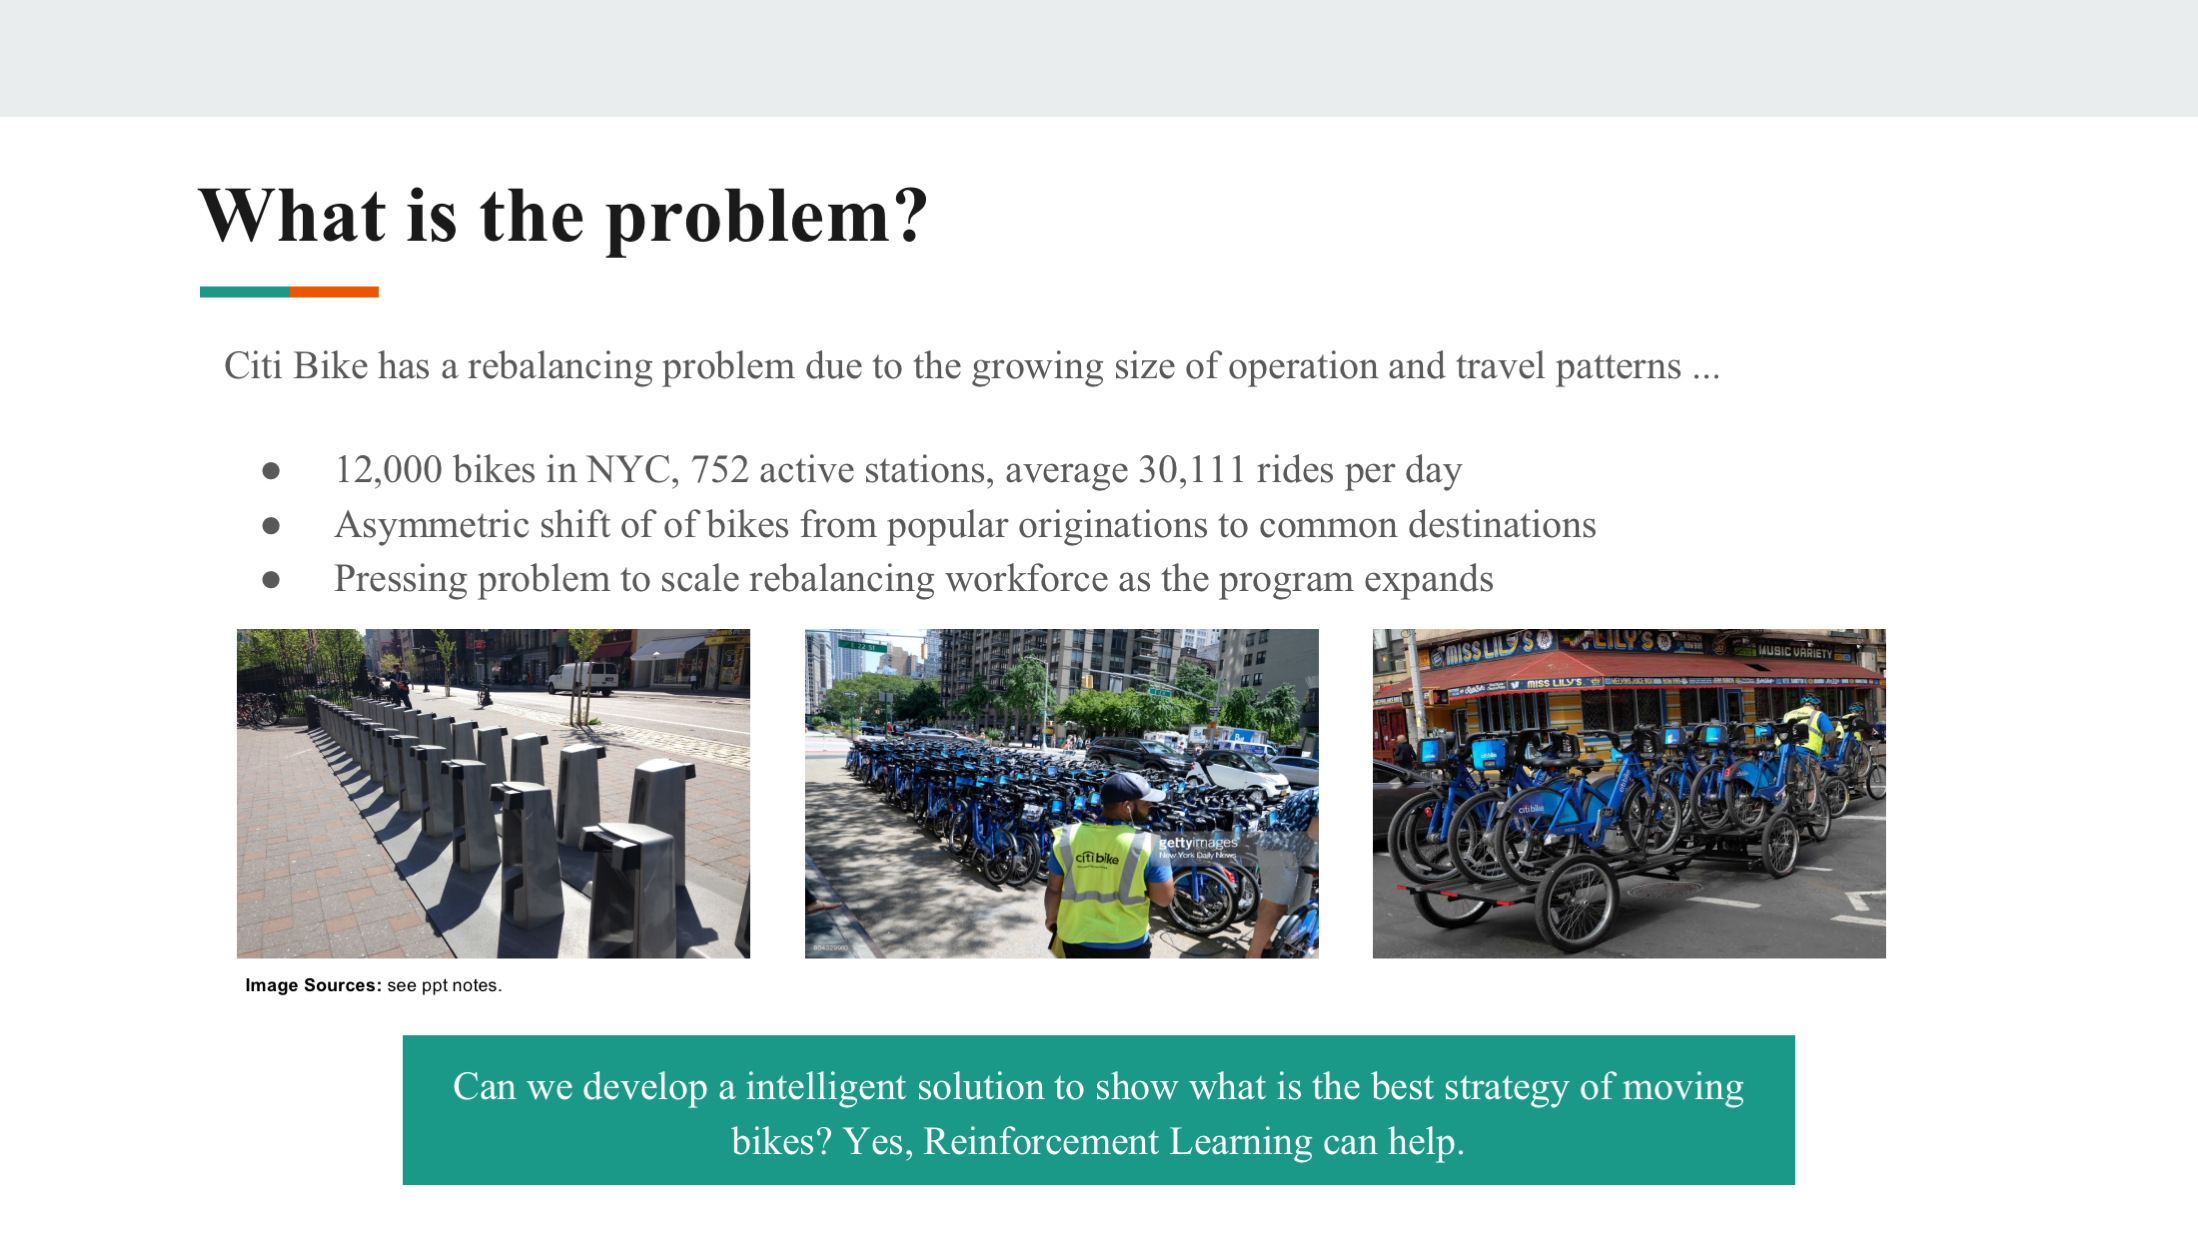 What is the problem?
Citi Bike has a rebalancing problem due to the growing size of operation and travel patterns ...
● 12,000 bikes in NYC, 752 active stations, average 30,111 rides per day
● Asymmetric shift of of bikes from popular originations to common destinations
● Pressing problem to scale rebalancing workforce as the program expands
E 22 ST
citi bike
gettyimages
New York Daily News
MISS LILY'S
LILY'S
MUSIC VARIETY
MISS LILY'S
citi bike
Image Sources: see ppt notes.
Can we develop a intelligent solution to show what is the best strategy of moving
bikes? Yes, Reinforcement Learning can help.